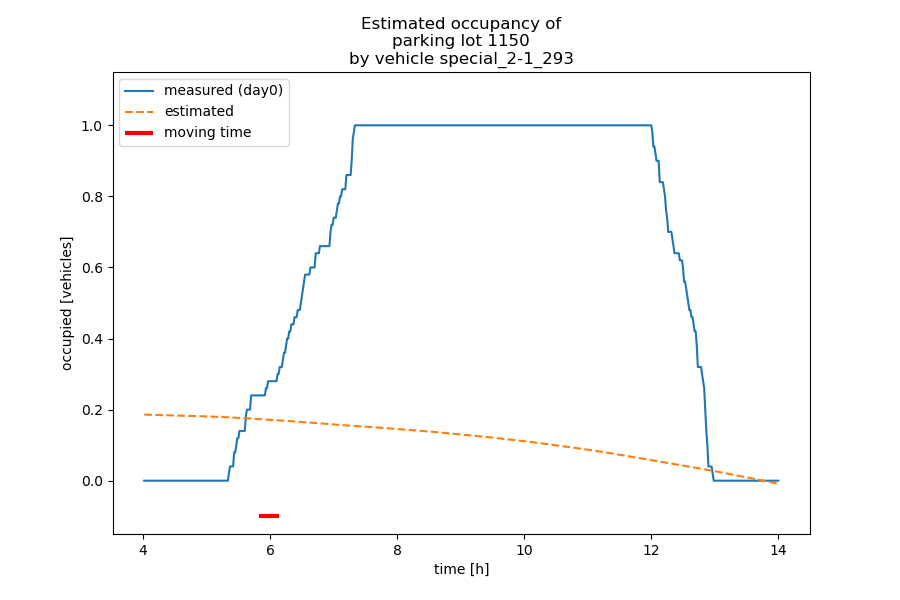 Estimated occupancy of
parking lot 1150
by vehicle special_2-1_293
measured (day0)
estimated
moving time
1.0
0.8
0.6
0.4
0.2
0.0
occupied [vehicles]
4 6 8 10 12 14
time [h]